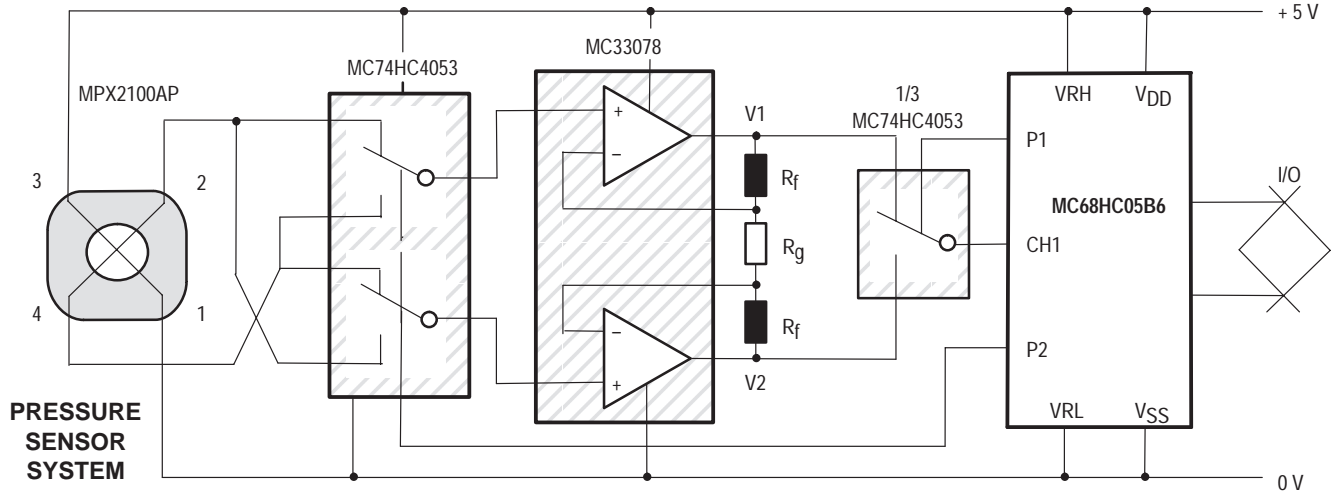 + 5 V
MC33078
MC74HC4053
MPX2100AP
1/3
MC74HC4053
VRH
VDD
V1
P1
+
–
Rf
I/O
3
2
MC68HC05B6
Rg
CH1
4
1
Rf
–
+
P2
V2
PRESSURE
SENSOR
SYSTEM
VRL
VSS
0 V